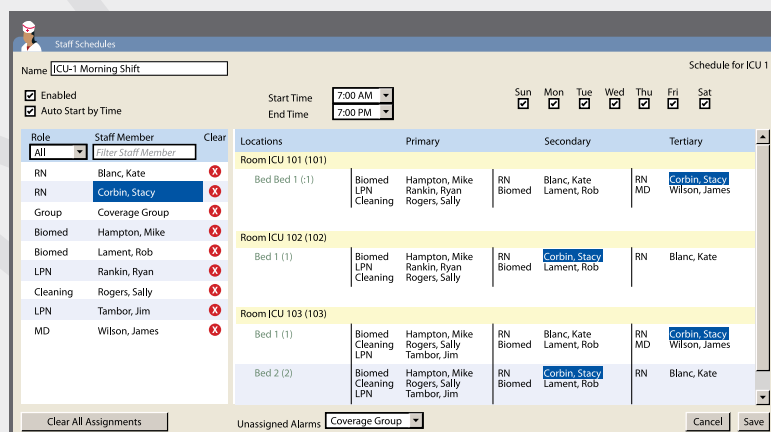 Staff Schedules
Name ICU-1 Morning Shift
Schedule for ICU 1
Enabled
Auto Start by Time
Start Time 7:00 AM
End Time 7:00 PM
Sun Mon Tue Wed Thu Fri Sat
Role Staff Member Clear
All Filter Staff Member
RN Blanc, Kate X
RN Corbin, Stacy X
Group Coverage Group X
Biomed Hampton, Mike X
Biomed Lament, Rob X
LPN Rankin, Ryan X
Cleaning Rogers, Sally X
LPN Tambor, Jim X
MD Wilson, James X
Locations Primary Secondary Tertiary
Room ICU 101 (101)
Bed Bed 1 (:1) Biomed Hampton, Mike RN Blanc, Kate RN Corbin, Stacy
LPN Rankin, Ryan Biomed Lament, Rob MD Wilson, James
Cleaning Rogers, Sally
Room ICU 102 (102)
Bed 1 (1) Biomed Hampton, Mike RN Corbin, Stacy RN Blanc, Kate
LPN Rankin, Ryan Biomed Lament, Rob
Cleaning Rogers, Sally
Room ICU 103 (103)
Bed 1 (1) Biomed Hampton, Mike RN Blanc, Kate RN Corbin, Stacy
Cleaning Rogers, Sally Biomed Lament, Rob MD Wilson, James
LPN Tambor, Jim
Bed 2 (2) Biomed Hampton, Mike RN Corbin, Stacy RN Blanc, Kate
Cleaning Rogers, Sally Biomed Lament, Rob
LPN Tambor, Jim
Clear All Assignments
Unassigned Alarms Coverage Group
Cancel Save